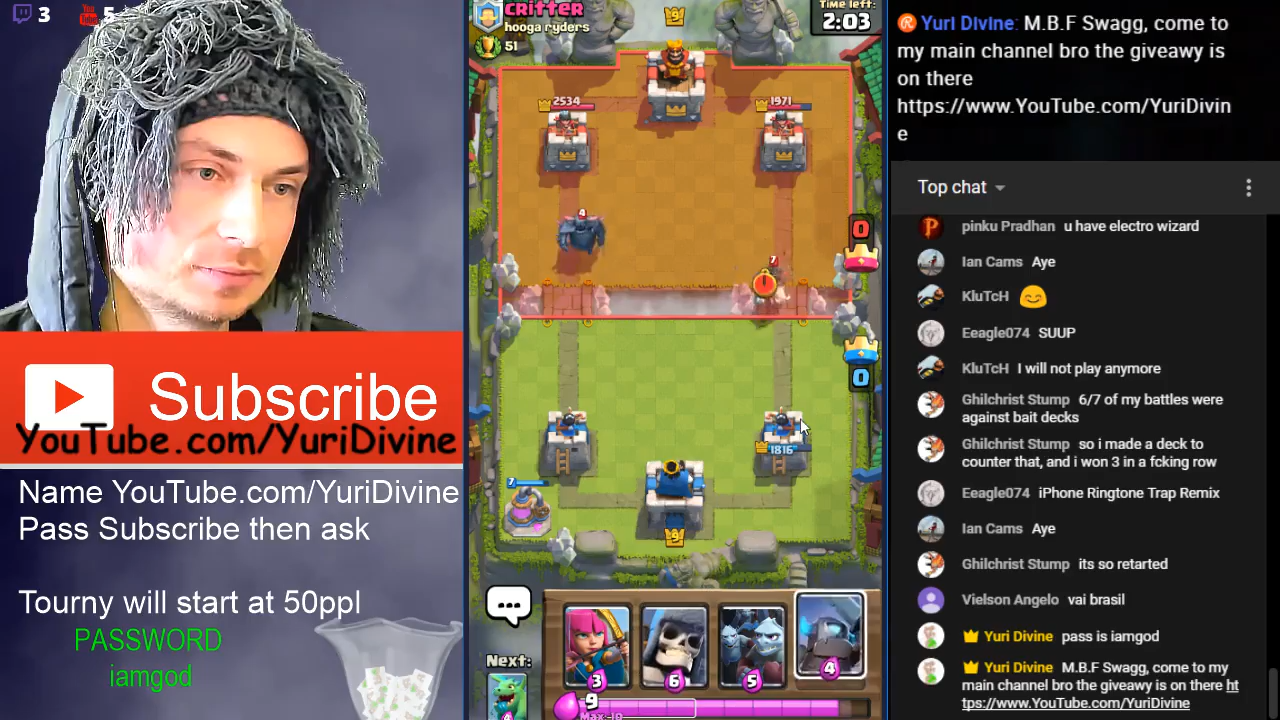 3
5
Subscribe
YouTube.com/YuriDivine
Name YouTube.com/YuriDivine
Pass Subscribe then ask
Tourny will start at 50ppl
PASSWORD
iamgod
critter
hooga ryders
51
9
Time left:
2:03
2534
1971
4
7
0
0
1816
7
9
Next:
4
3
6
5
4
9
Max: 10
Yuri Divine: M.B.F Swagg, come to
my main channel bro the giveawy is
on there
https://www.YouTube.com/YuriDivin
e
Top chat
pinku Pradhan u have electro wizard
Ian Cams Aye
KluTcH
Eeagle074 SUUP
KluTcH I will not play anymore
Ghilchrist Stump 6/7 of my battles were
against bait decks
Ghilchrist Stump so i made a deck to
counter that, and i won 3 in a fcking row
Eeagle074 iPhone Ringtone Trap Remix
Ian Cams Aye
Ghilchrist Stump its so retarted
Vielson Angelo vai brasil
Yuri Divine pass is iamgod
Yuri Divine M.B.F Swagg, come to my
main channel bro the giveawy is on there ht
tps://www.YouTube.com/YuriDivine